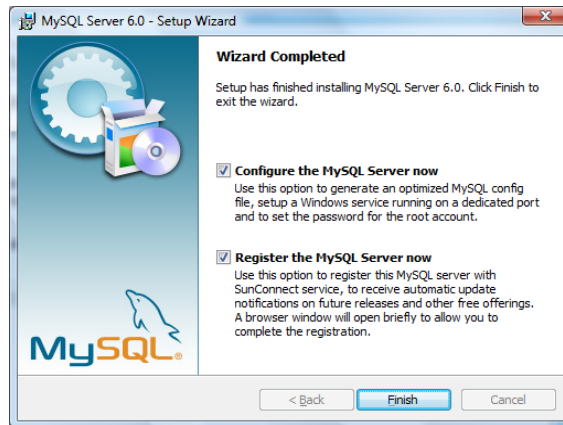 MySQL Server 6.0 - Setup Wizard
Wizard Completed
Setup has finished installing MySQL Server 6.0. Click Finish to
exit the wizard.
Configure the MySQL Server now
Use this option to generate an optimized MySQL config
file, setup a Windows service running on a dedicated port
and to set the password for the root account.
Register the MySQL Server now
Use this option to register this MySQL server with
SunConnect service, to receive automatic update
notifications on future releases and other free offerings.
A browser window will open briefly to allow you to
complete the registration.
MySQL®
< Back Finish Cancel